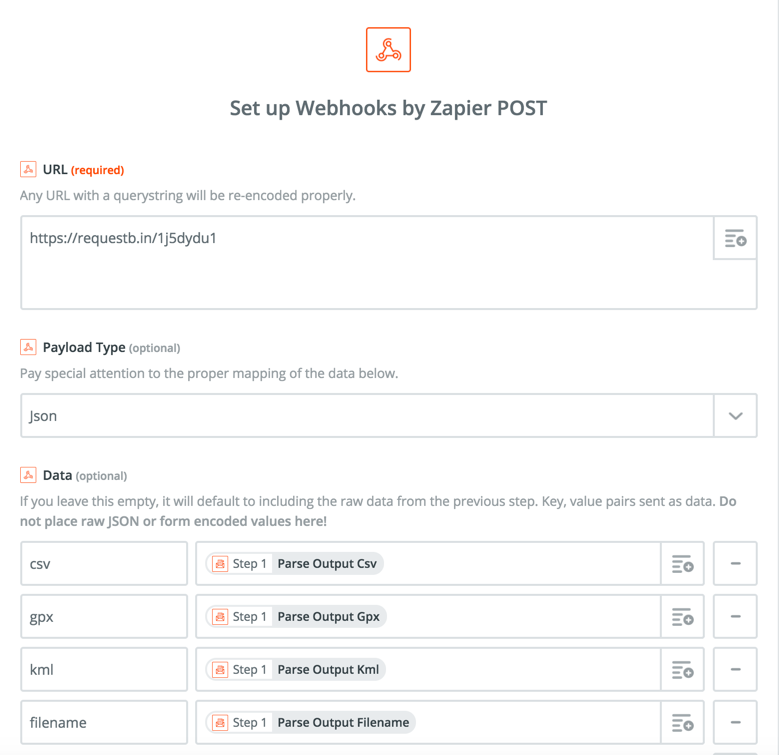 Set up Webhooks by Zapier POST
URL (required)
Any URL with a querystring will be re-encoded properly.
https://requestb.in/1j5dydu1
Payload Type (optional)
Pay special attention to the proper mapping of the data below.
Json
Data (optional)
If you leave this empty, it will default to including the raw data from the previous step. Key, value pairs sent as data. Do
not place raw JSON or form encoded values here!
csv Step 1 Parse Output Csv
gpx Step 1 Parse Output Gpx
kml Step 1 Parse Output Kml
filename Step 1 Parse Output Filename